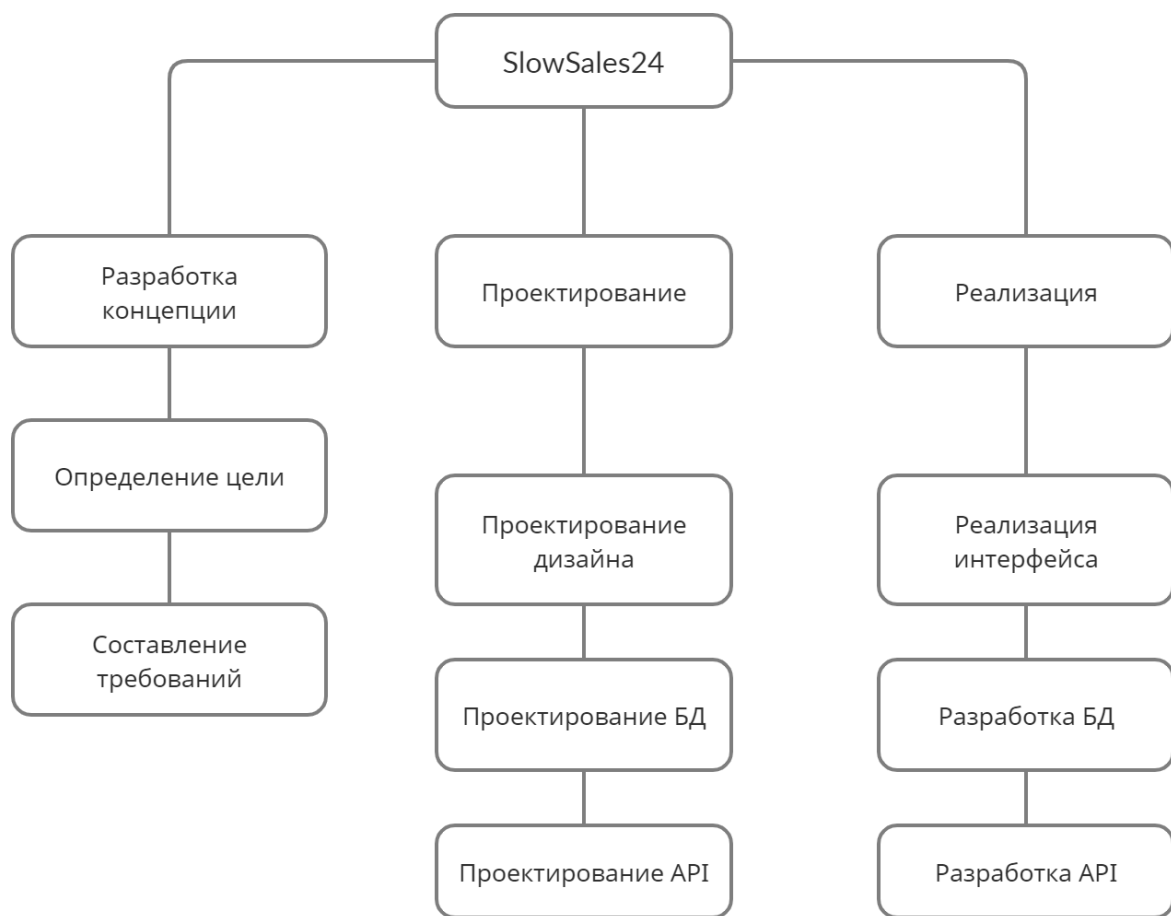 SlowSales24
Разработка
концепции
Проектирование
Реализация
Определение цели
Проектирование
дизайна
Реализация
интерфейса
Составление
требований
Проектирование БД
Разработка БД
Проектирование API
Разработка API